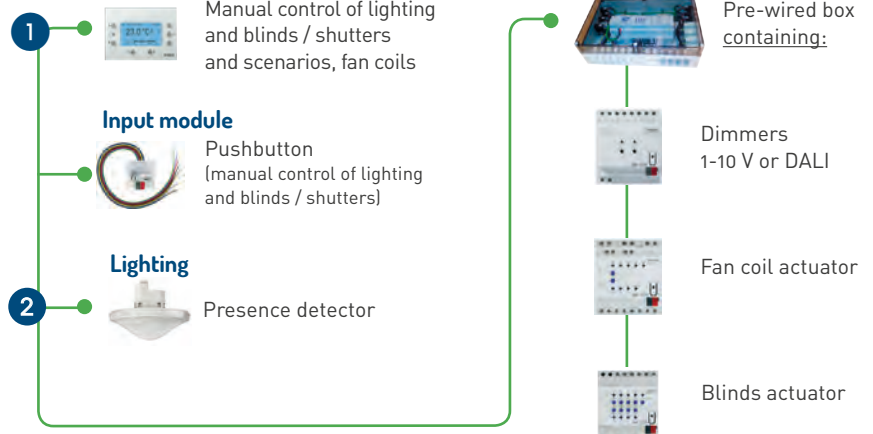 1
Manual control of lighting
and blinds / shutters
and scenarios, fan coils
Input module
Pushbutton
(manual control of lighting
and blinds / shutters)
Lighting
2
Presence detector
Pre-wired box
containing:
Dimmers
1-10 V or DALI
Fan coil actuator
Blinds actuator